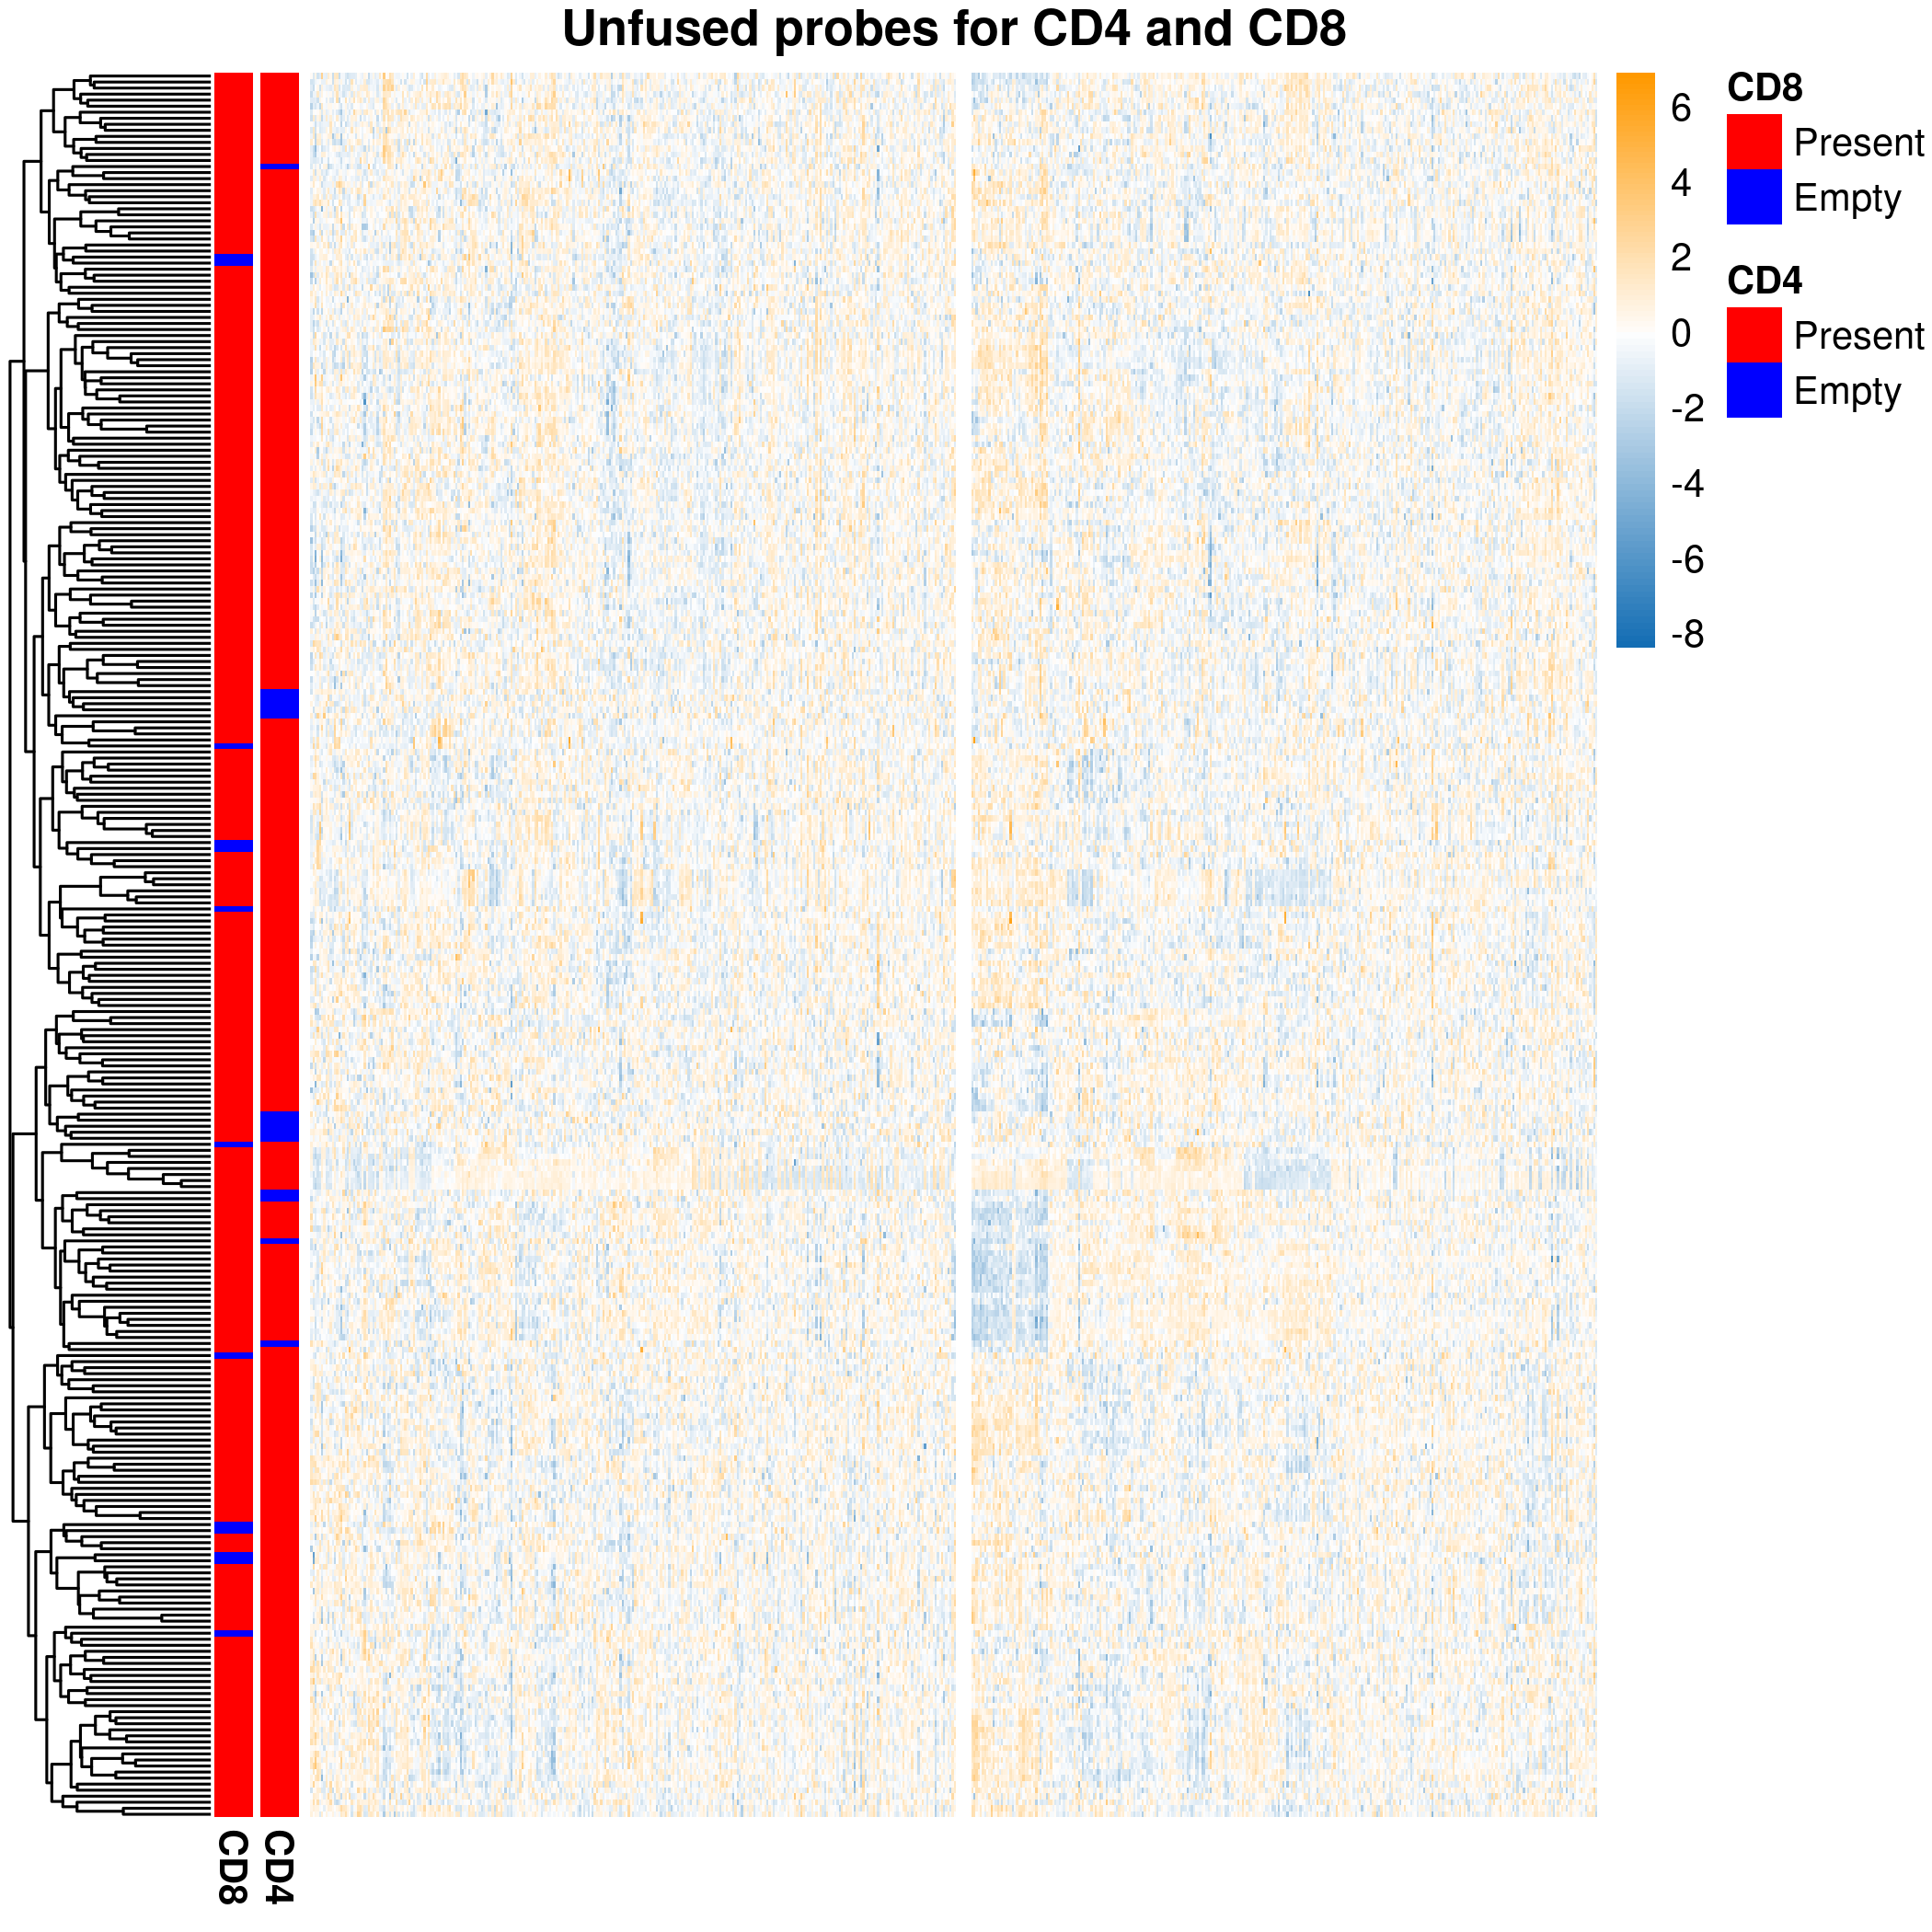 Unfused probes for CD4 and CD8
6
4
2
0
-2
-4
-6
-8
CD8
Present
Empty
CD4
Present
Empty
CD8
CD4